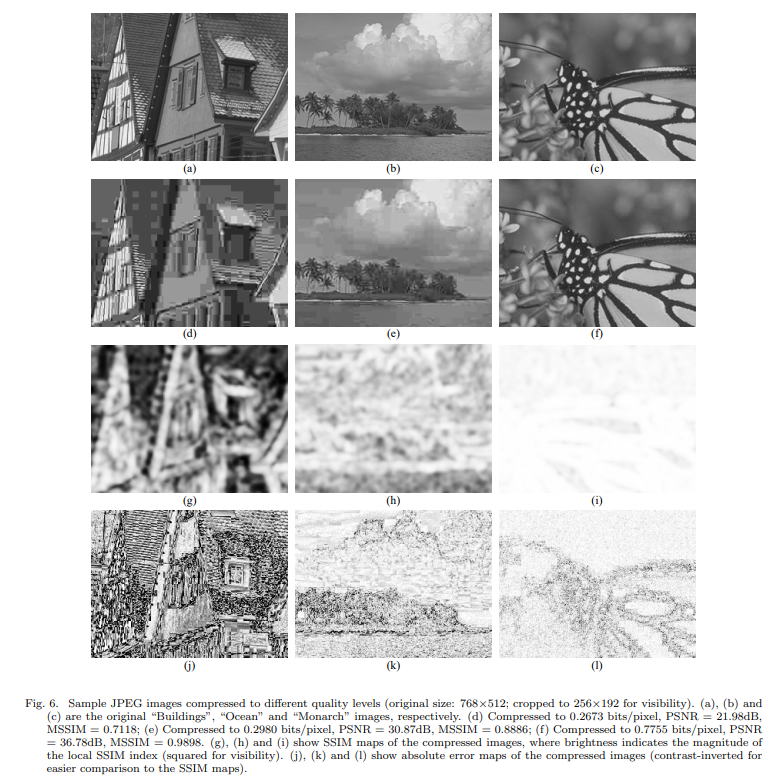 (a)
(b)
(c)
(d)
(e)
(f)
(g)
(h)
(i)
(j)
(k)
(l)
Fig. 6. Sample JPEG images compressed to different quality levels (original size: 768×512; cropped to 256×192 for visibility). (a), (b) and
(c) are the original “Buildings”, “Ocean” and “Monarch” images, respectively. (d) Compressed to 0.2673 bits/pixel, PSNR = 21.98dB,
MSSIM = 0.7118; (e) Compressed to 0.2980 bits/pixel, PSNR = 30.87dB, MSSIM = 0.8886; (f) Compressed to 0.7755 bits/pixel, PSNR
= 36.78dB, MSSIM = 0.9898. (g), (h) and (i) show SSIM maps of the compressed images, where brightness indicates the magnitude of
the local SSIM index (squared for visibility). (j), (k) and (l) show absolute error maps of the compressed images (contrast-inverted for
easier comparison to the SSIM maps).